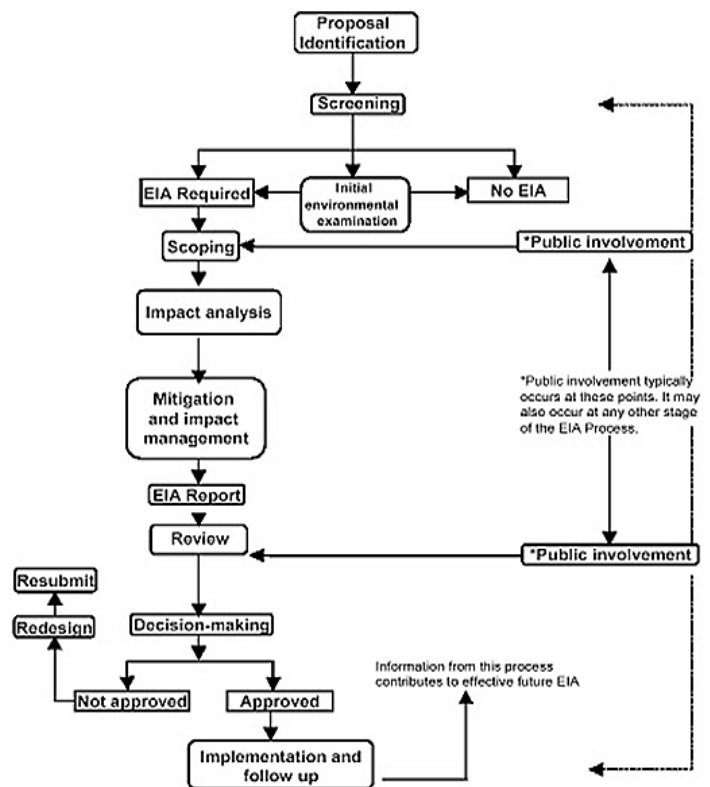 Proposal
Identification
Screening
EIA Required
Initial
environmental
examination
No EIA
Scoping
*Public involvement
Impact analysis
*Public involvement typically
occurs at these points. It may
also occur at any other stage
of the EIA Process.
Mitigation
and impact
management
EIA Report
Review
*Public involvement
Resubmit
Redesign
Decision-making
Information from this process
contributes to effective future EIA
Not approved
Approved
Implementation and
follow up